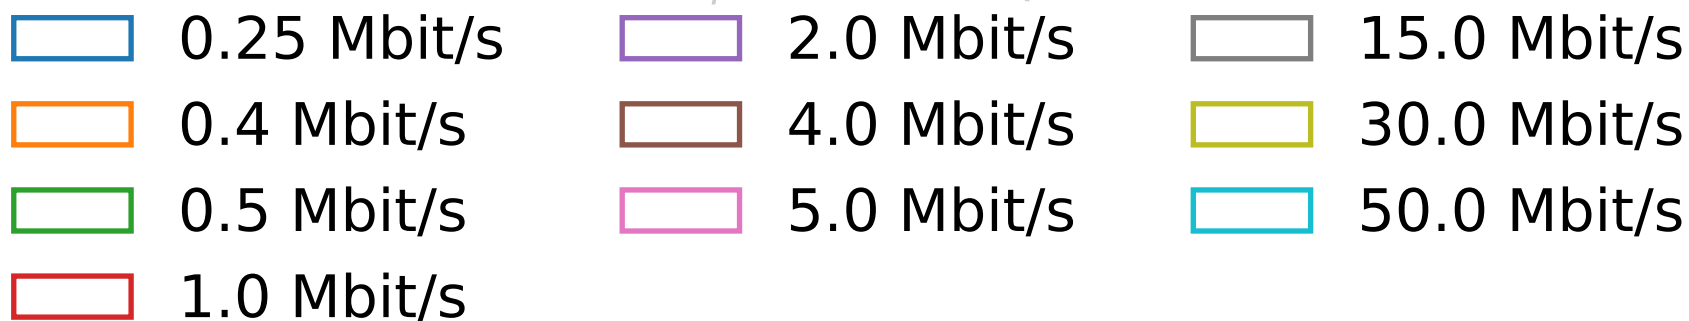 0.25 Mbit/s
0.4 Mbit/s
0.5 Mbit/s
1.0 Mbit/s
2.0 Mbit/s
4.0 Mbit/s
5.0 Mbit/s
15.0 Mbit/s
30.0 Mbit/s
50.0 Mbit/s